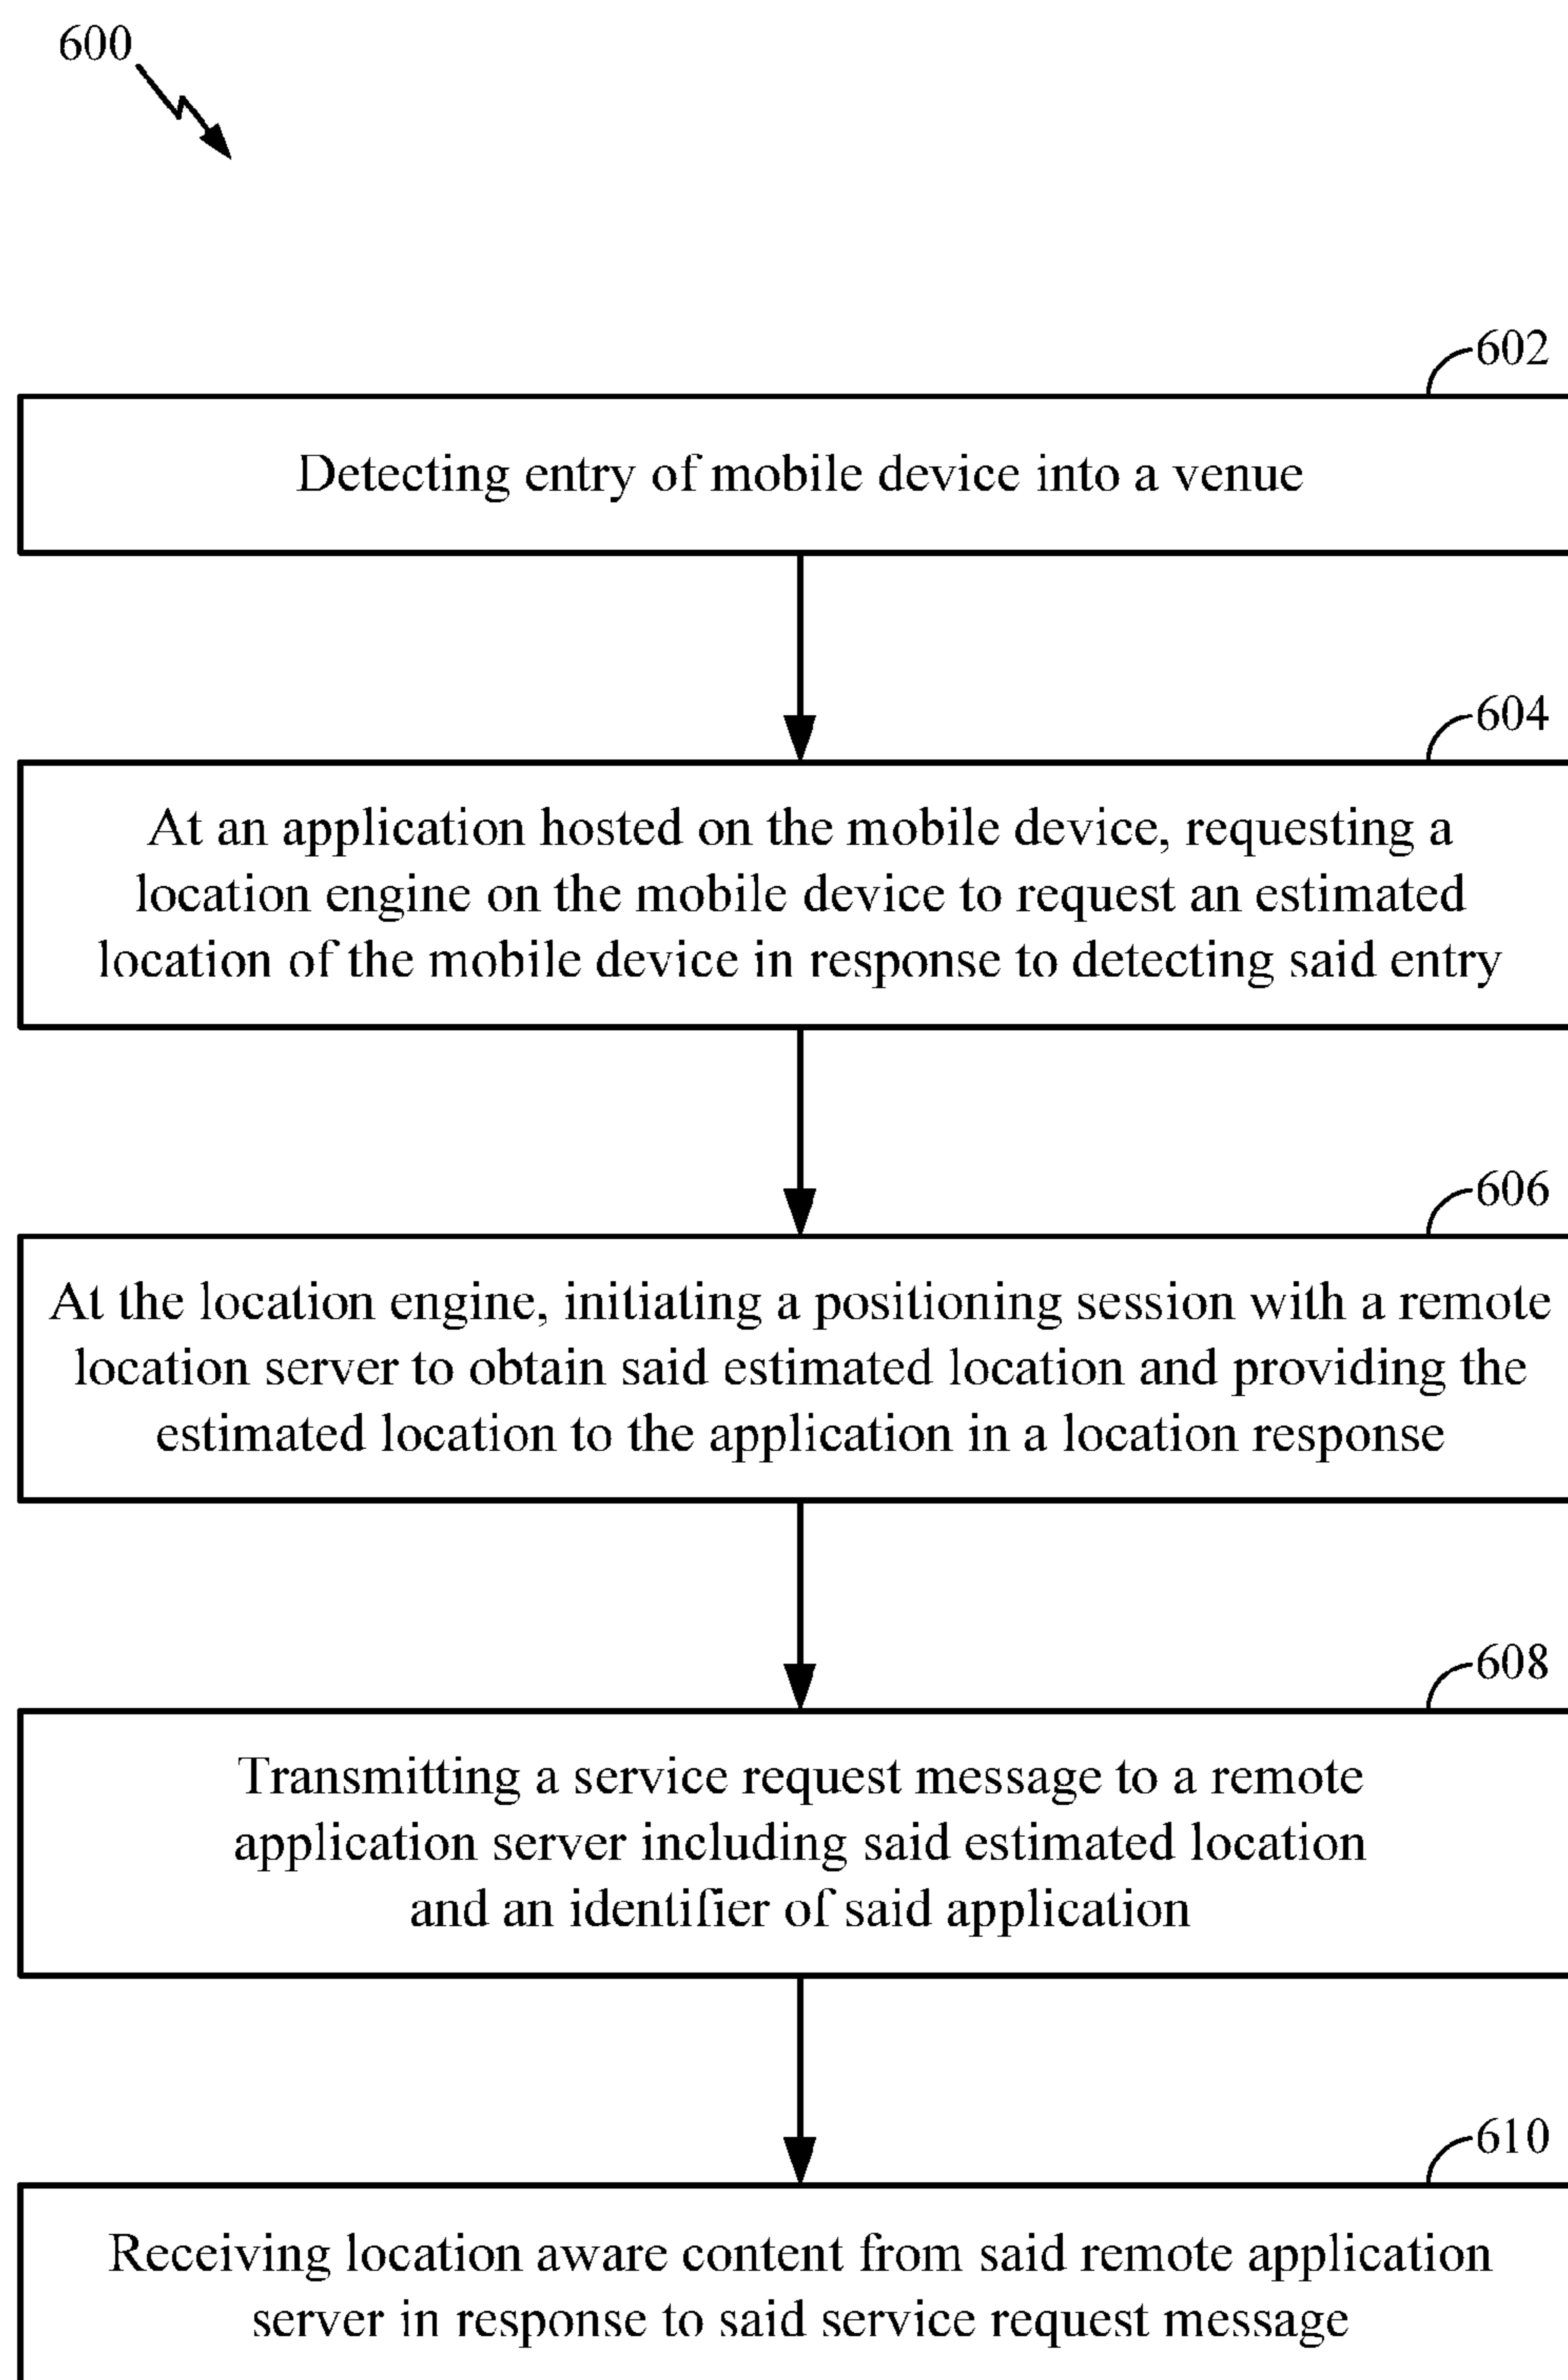 600
602
Detecting entry of mobile device into a venue
604
At an application hosted on the mobile device, requesting a
location engine on the mobile device to request an estimated
location of the mobile device in response to detecting said entry
606
At the location engine, initiating a positioning session with a remote
location server to obtain said estimated location and providing the
estimated location to the application in a location response
608
Transmitting a service request message to a remote
application server including said estimated location
and an identifier of said application
610
Receiving location aware content from said remote application
server in response to said service request message